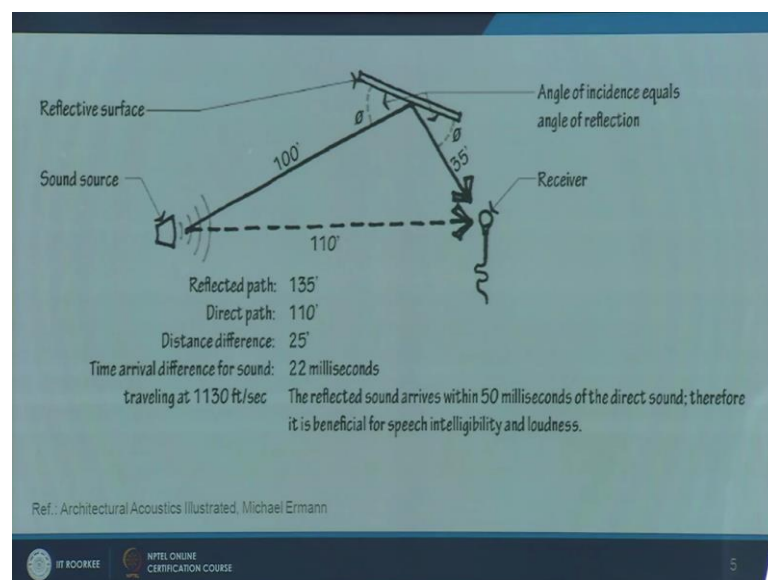 Reflective surface
Angle of incidence equals
angle of reflection
ø
ø
100'
35'
Sound source
Receiver
110'
Reflected path: 135'
Direct path: 110'
Distance difference: 25'
Time arrival difference for sound: 22 milliseconds
traveling at 1130 ft/sec The reflected sound arrives within 50 milliseconds of the direct sound; therefore
it is beneficial for speech intelligibility and loudness.
Ref.: Architectural Acoustics Illustrated, Michael Ermann
IIT ROORKEE
NPTEL ONLINE
CERTIFICATION COURSE
5